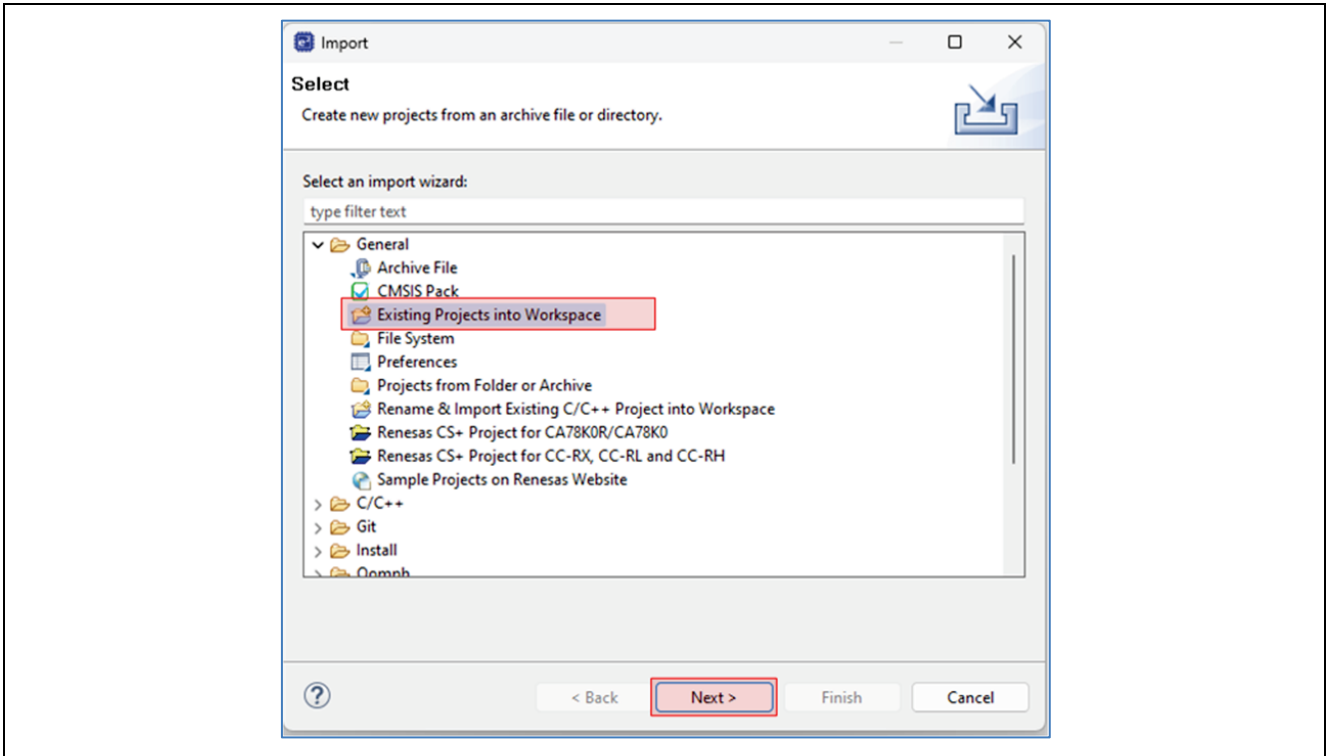 Import
Select
Create new projects from an archive file or directory.
Select an import wizard:
type filter text
General
Archive File
CMSIS Pack
Existing Projects into Workspace
File System
Preferences
Projects from Folder or Archive
Rename & Import Existing C/C++ Project into Workspace
Renesas CS+ Project for CA78K0R/CA78K0
Renesas CS+ Project for CC-RX, CC-RL and CC-RH
Sample Projects on Renesas Website
C/C++
Git
Install
Oomph
? < Back Next > Finish Cancel